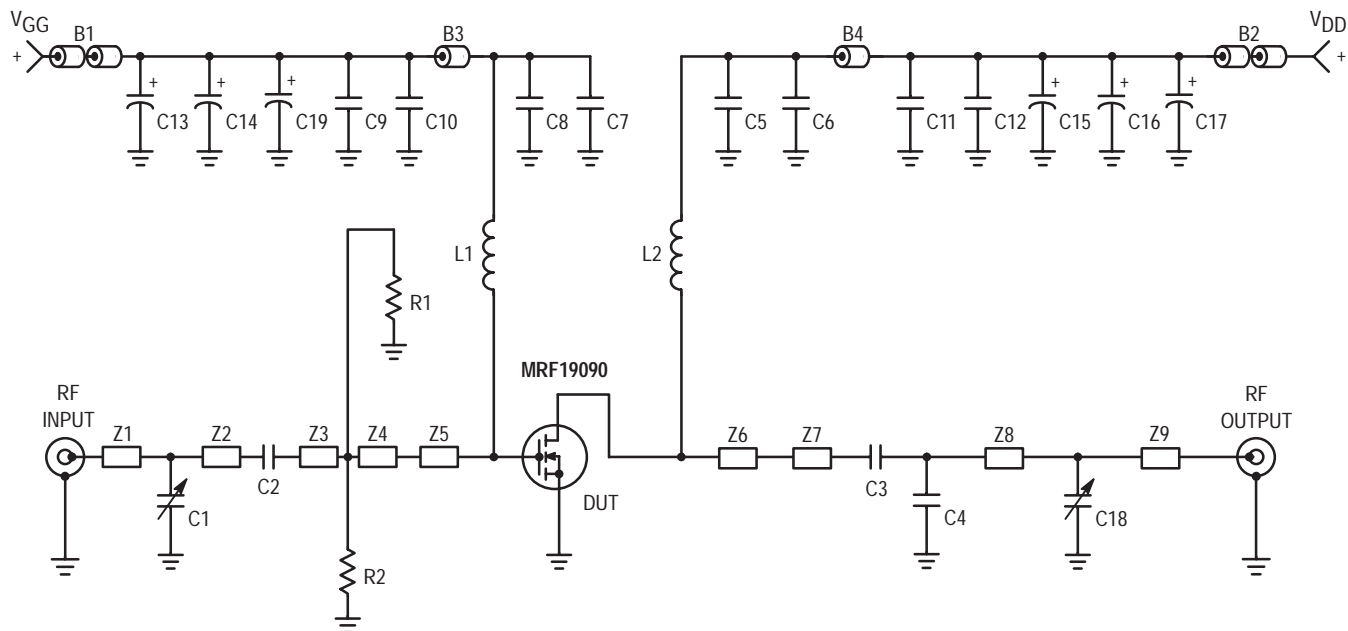 VGG
+
B1
B3
B4
B2
VDD
+
+
+
+
+
+
+
C13
C14
C19
C9
C10
C8
C7
C5
C6
C11
C12
C15
C16
C17
L1
L2
R1
MRF19090
RF
INPUT
RF
OUTPUT
Z1
Z2
Z3
Z4
Z5
Z6
Z7
Z8
Z9
C2
C3
C1
DUT
C4
C18
R2